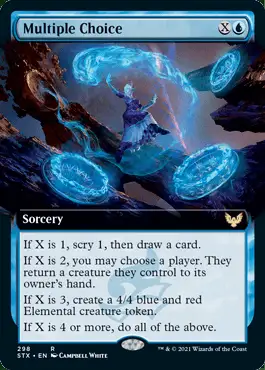 Multiple Choice X
Sorcery
If X is 1, scry 1, then draw a card.
If X is 2, you may choose a player. They
return a creature they control to its
owner's hand.
If X is 3, create a 4/4 blue and red
Elemental creature token.
If X is 4 or more, do all of the above.
298 R
STX • EN CAMPBELL WHITE
™ & © 2021 Wizards of the Coast